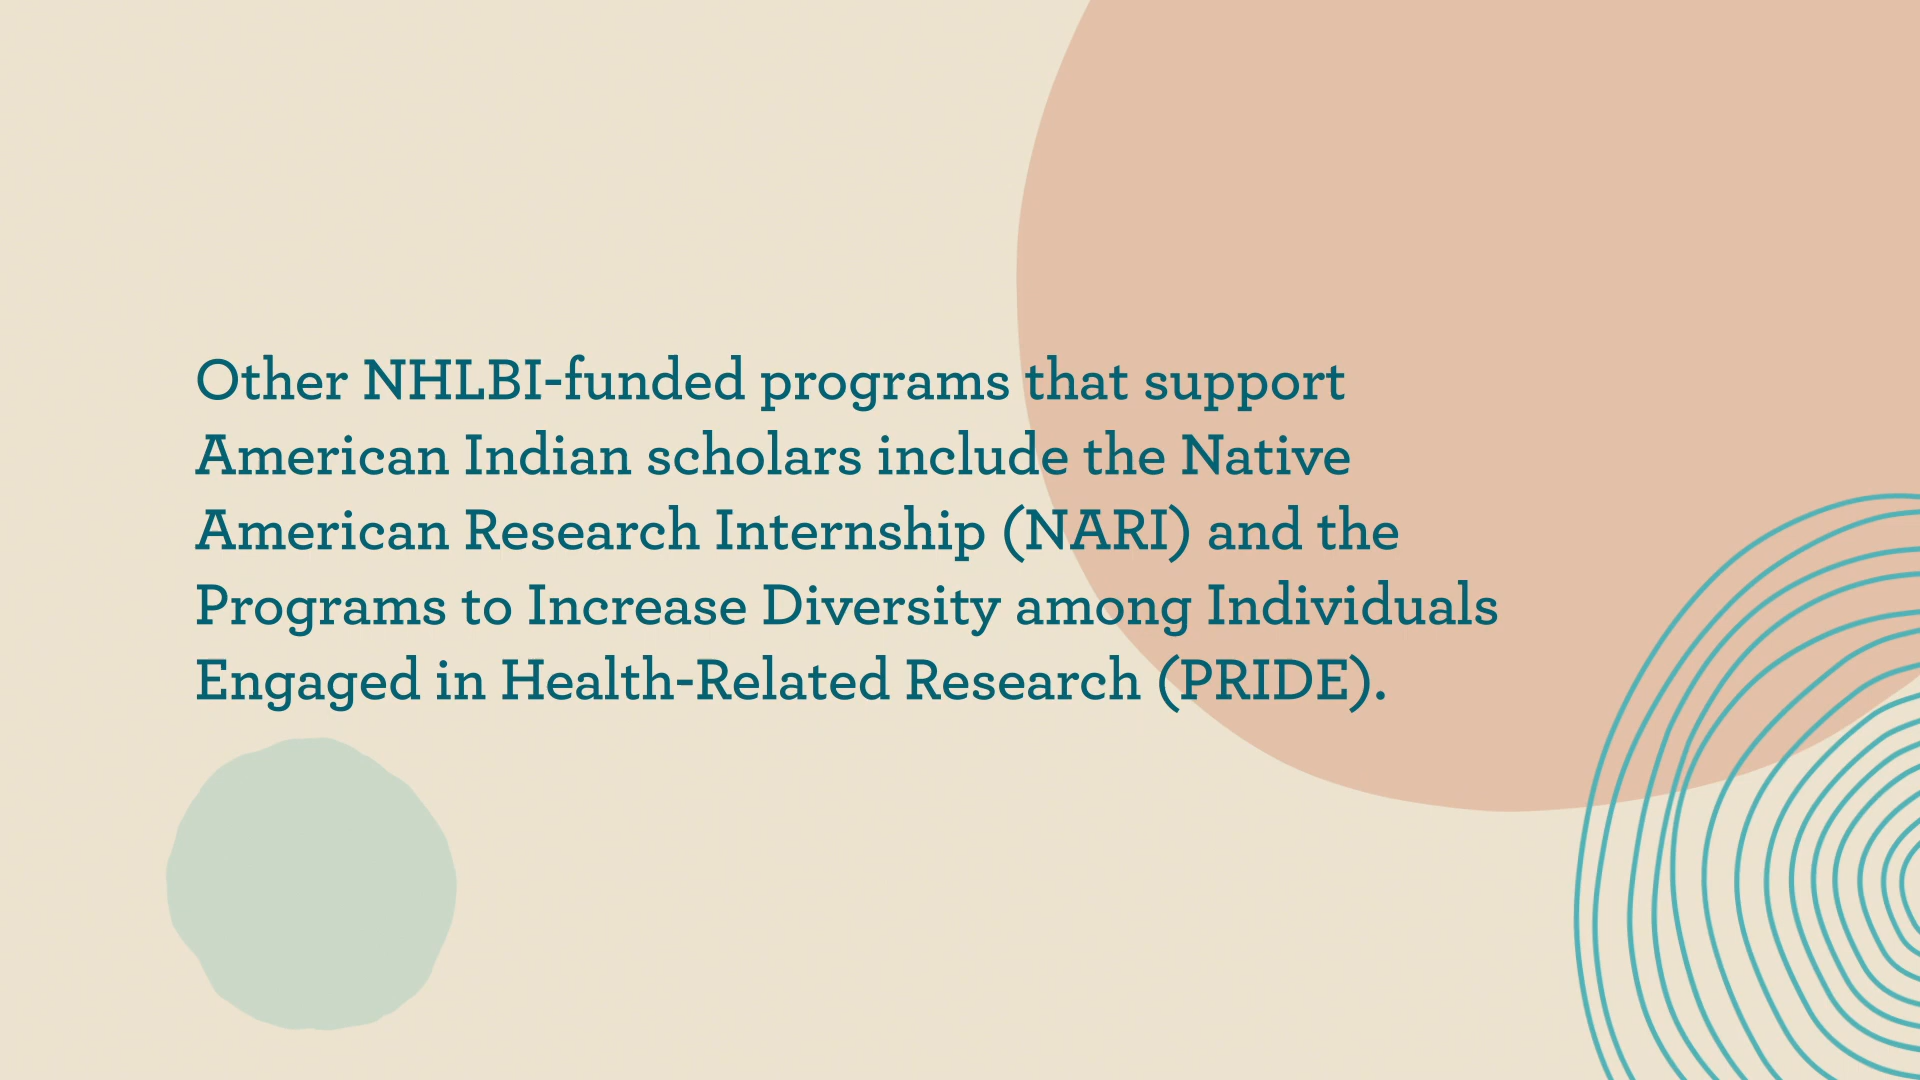 Other NHLBI-funded programs that support
American Indian scholars include the Native
American Research Internship (NARI) and the
Programs to Increase Diversity among Individuals
Engaged in Health-Related Research (PRIDE).